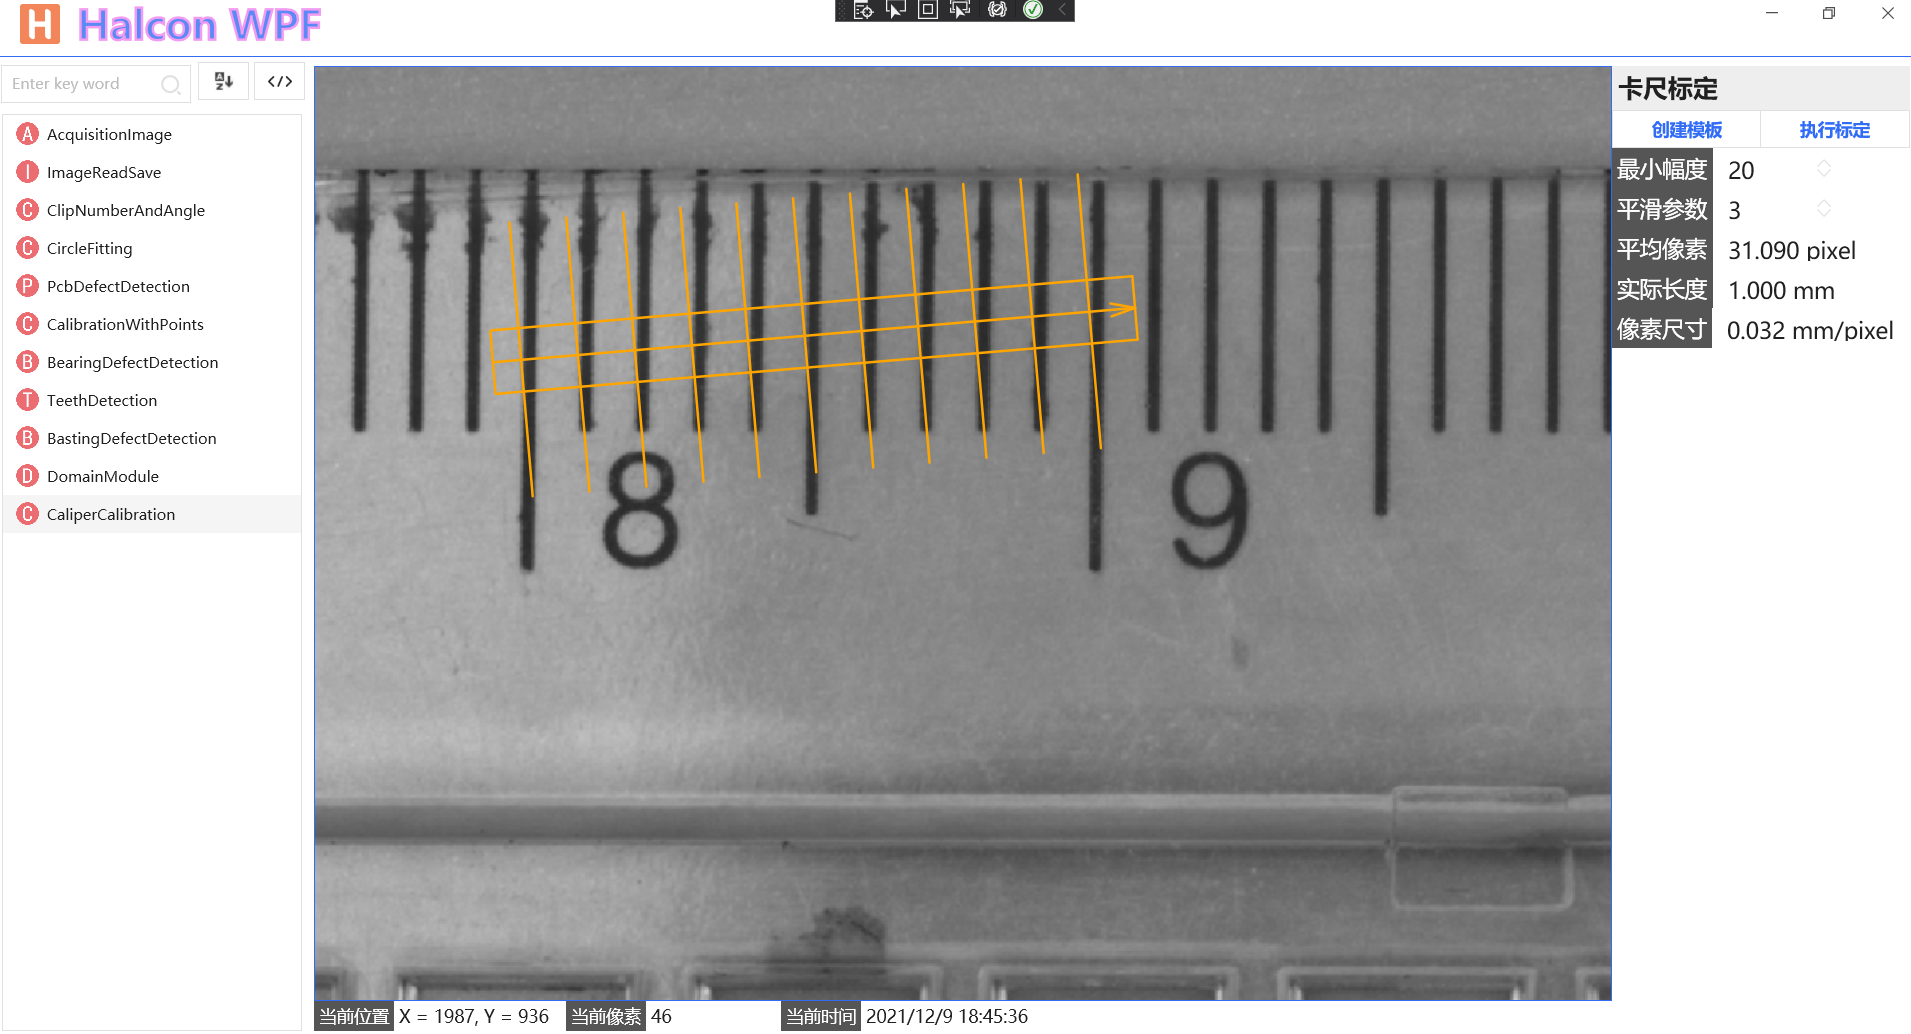 H Halcon WPF
Enter key word
A
Z
</>
A AcquisitionImage
I ImageReadSave
C ClipNumberAndAngle
C CircleFitting
P PcbDefectDetection
C CalibrationWithPoints
B BearingDefectDetection
T TeethDetection
B BastingDefectDetection
D DomainModule
C CaliperCalibration
8 9
卡尺标定
创建模板 执行标定
最小幅度 20
平滑参数 3
平均像素 31.090 pixel
实际长度 1.000 mm
像素尺寸 0.032 mm/pixel
当前位置 X = 1987, Y = 936 当前像素 46 当前时间 2021/12/9 18:45:36